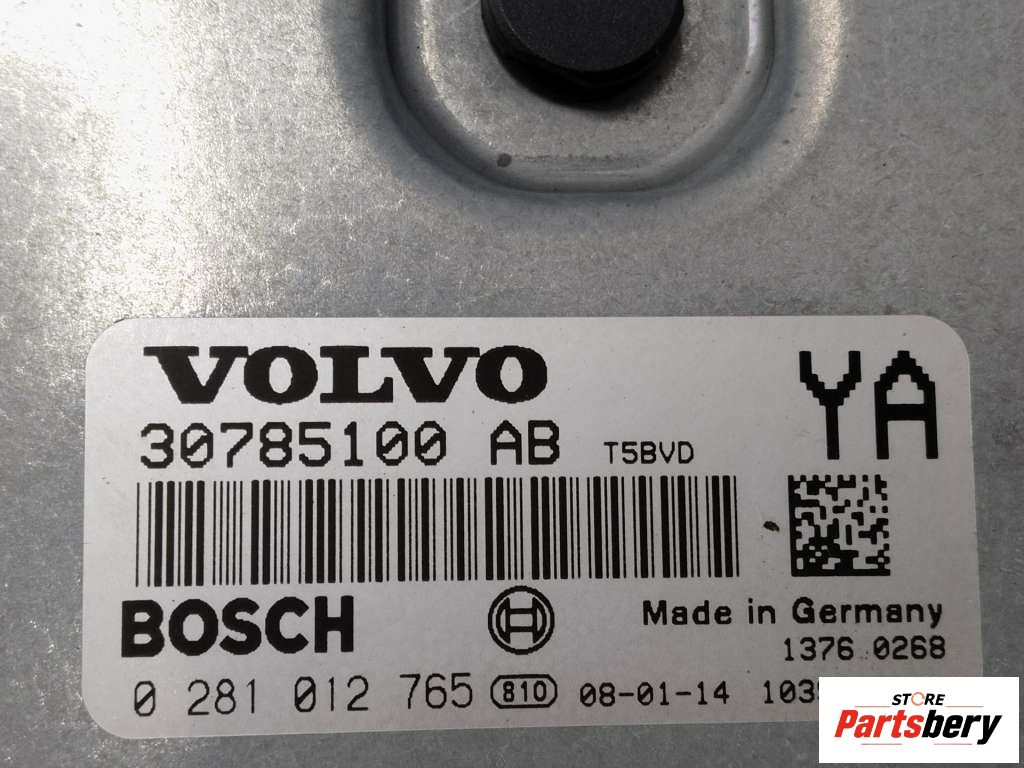 VOLVO
YA
30785100 AB T5BVD
BOSCH
Made in Germany
1376 0268
0 281 012 765 810 08-01-14
STORE
Partsbery